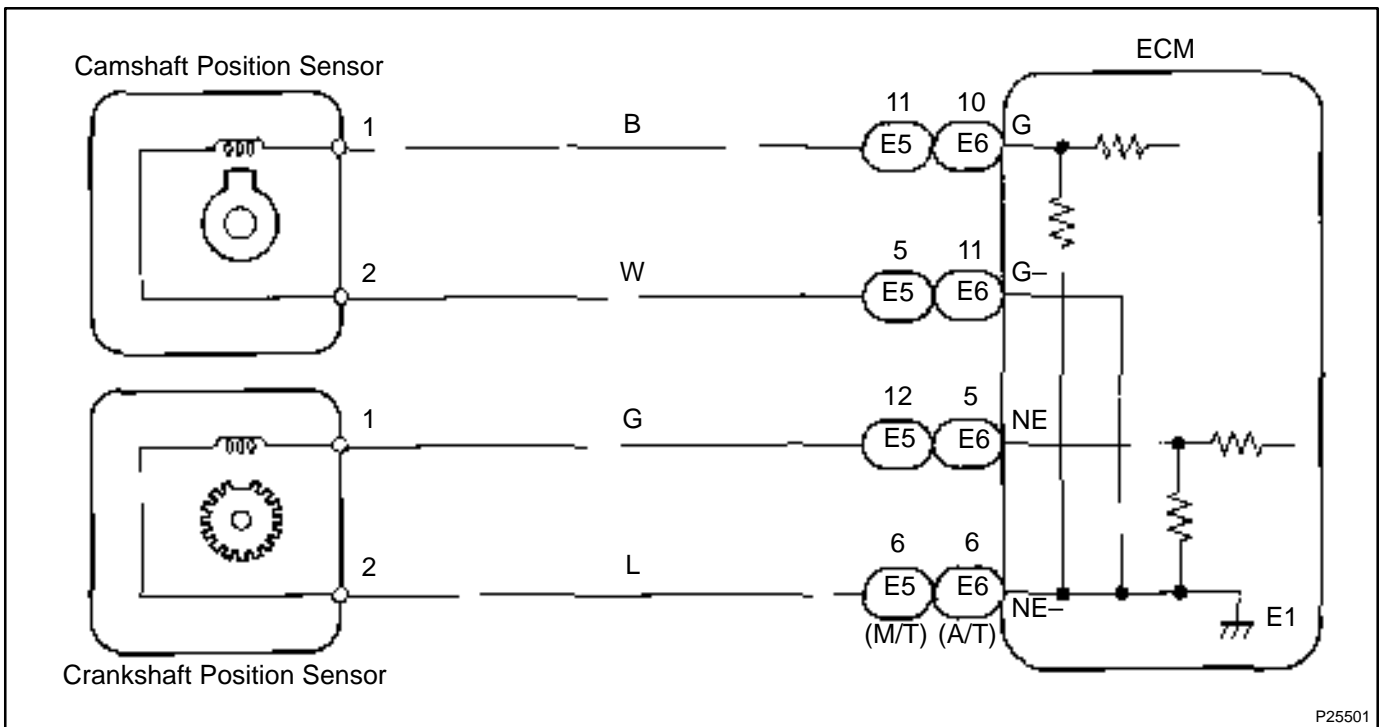 ECM
Camshaft Position Sensor
1
B
11
10
G
E5
E6
2
W
5
11
G–
E5
E6
1
G
12
5
NE
E5
E6
2
L
6
6
E5
E6
NE–
(M/T)
(A/T)
E1
Crankshaft Position Sensor
P25501